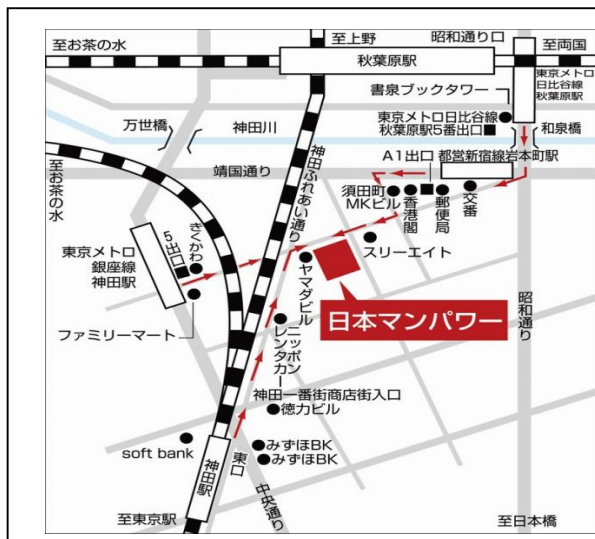 至お茶の水
至上野
昭和通り口
至両国
秋葉原駅
東京メトロ
日比谷線
秋葉原駅
書泉ブックタワー
東京メトロ日比谷線
秋葉原駅5番出口
万世橋
神田川
和泉橋
神田ふれあい通り
A1出口
都営新宿線岩本町駅
至お茶の水
靖国通り
須田町
MKビル
香港閣
郵便局
交番
東京メトロ
銀座線
神田駅
5出口
きくかわ
スリーエイト
ヤマダビル
日本マンパワー
昭和通り
ファミリーマート
ニッポン
レンタカー
神田一番街商店街入口
徳力ビル
soft bank
みずほBK
みずほBK
神田駅
東口
中央通り
至東京駅
至日本橋